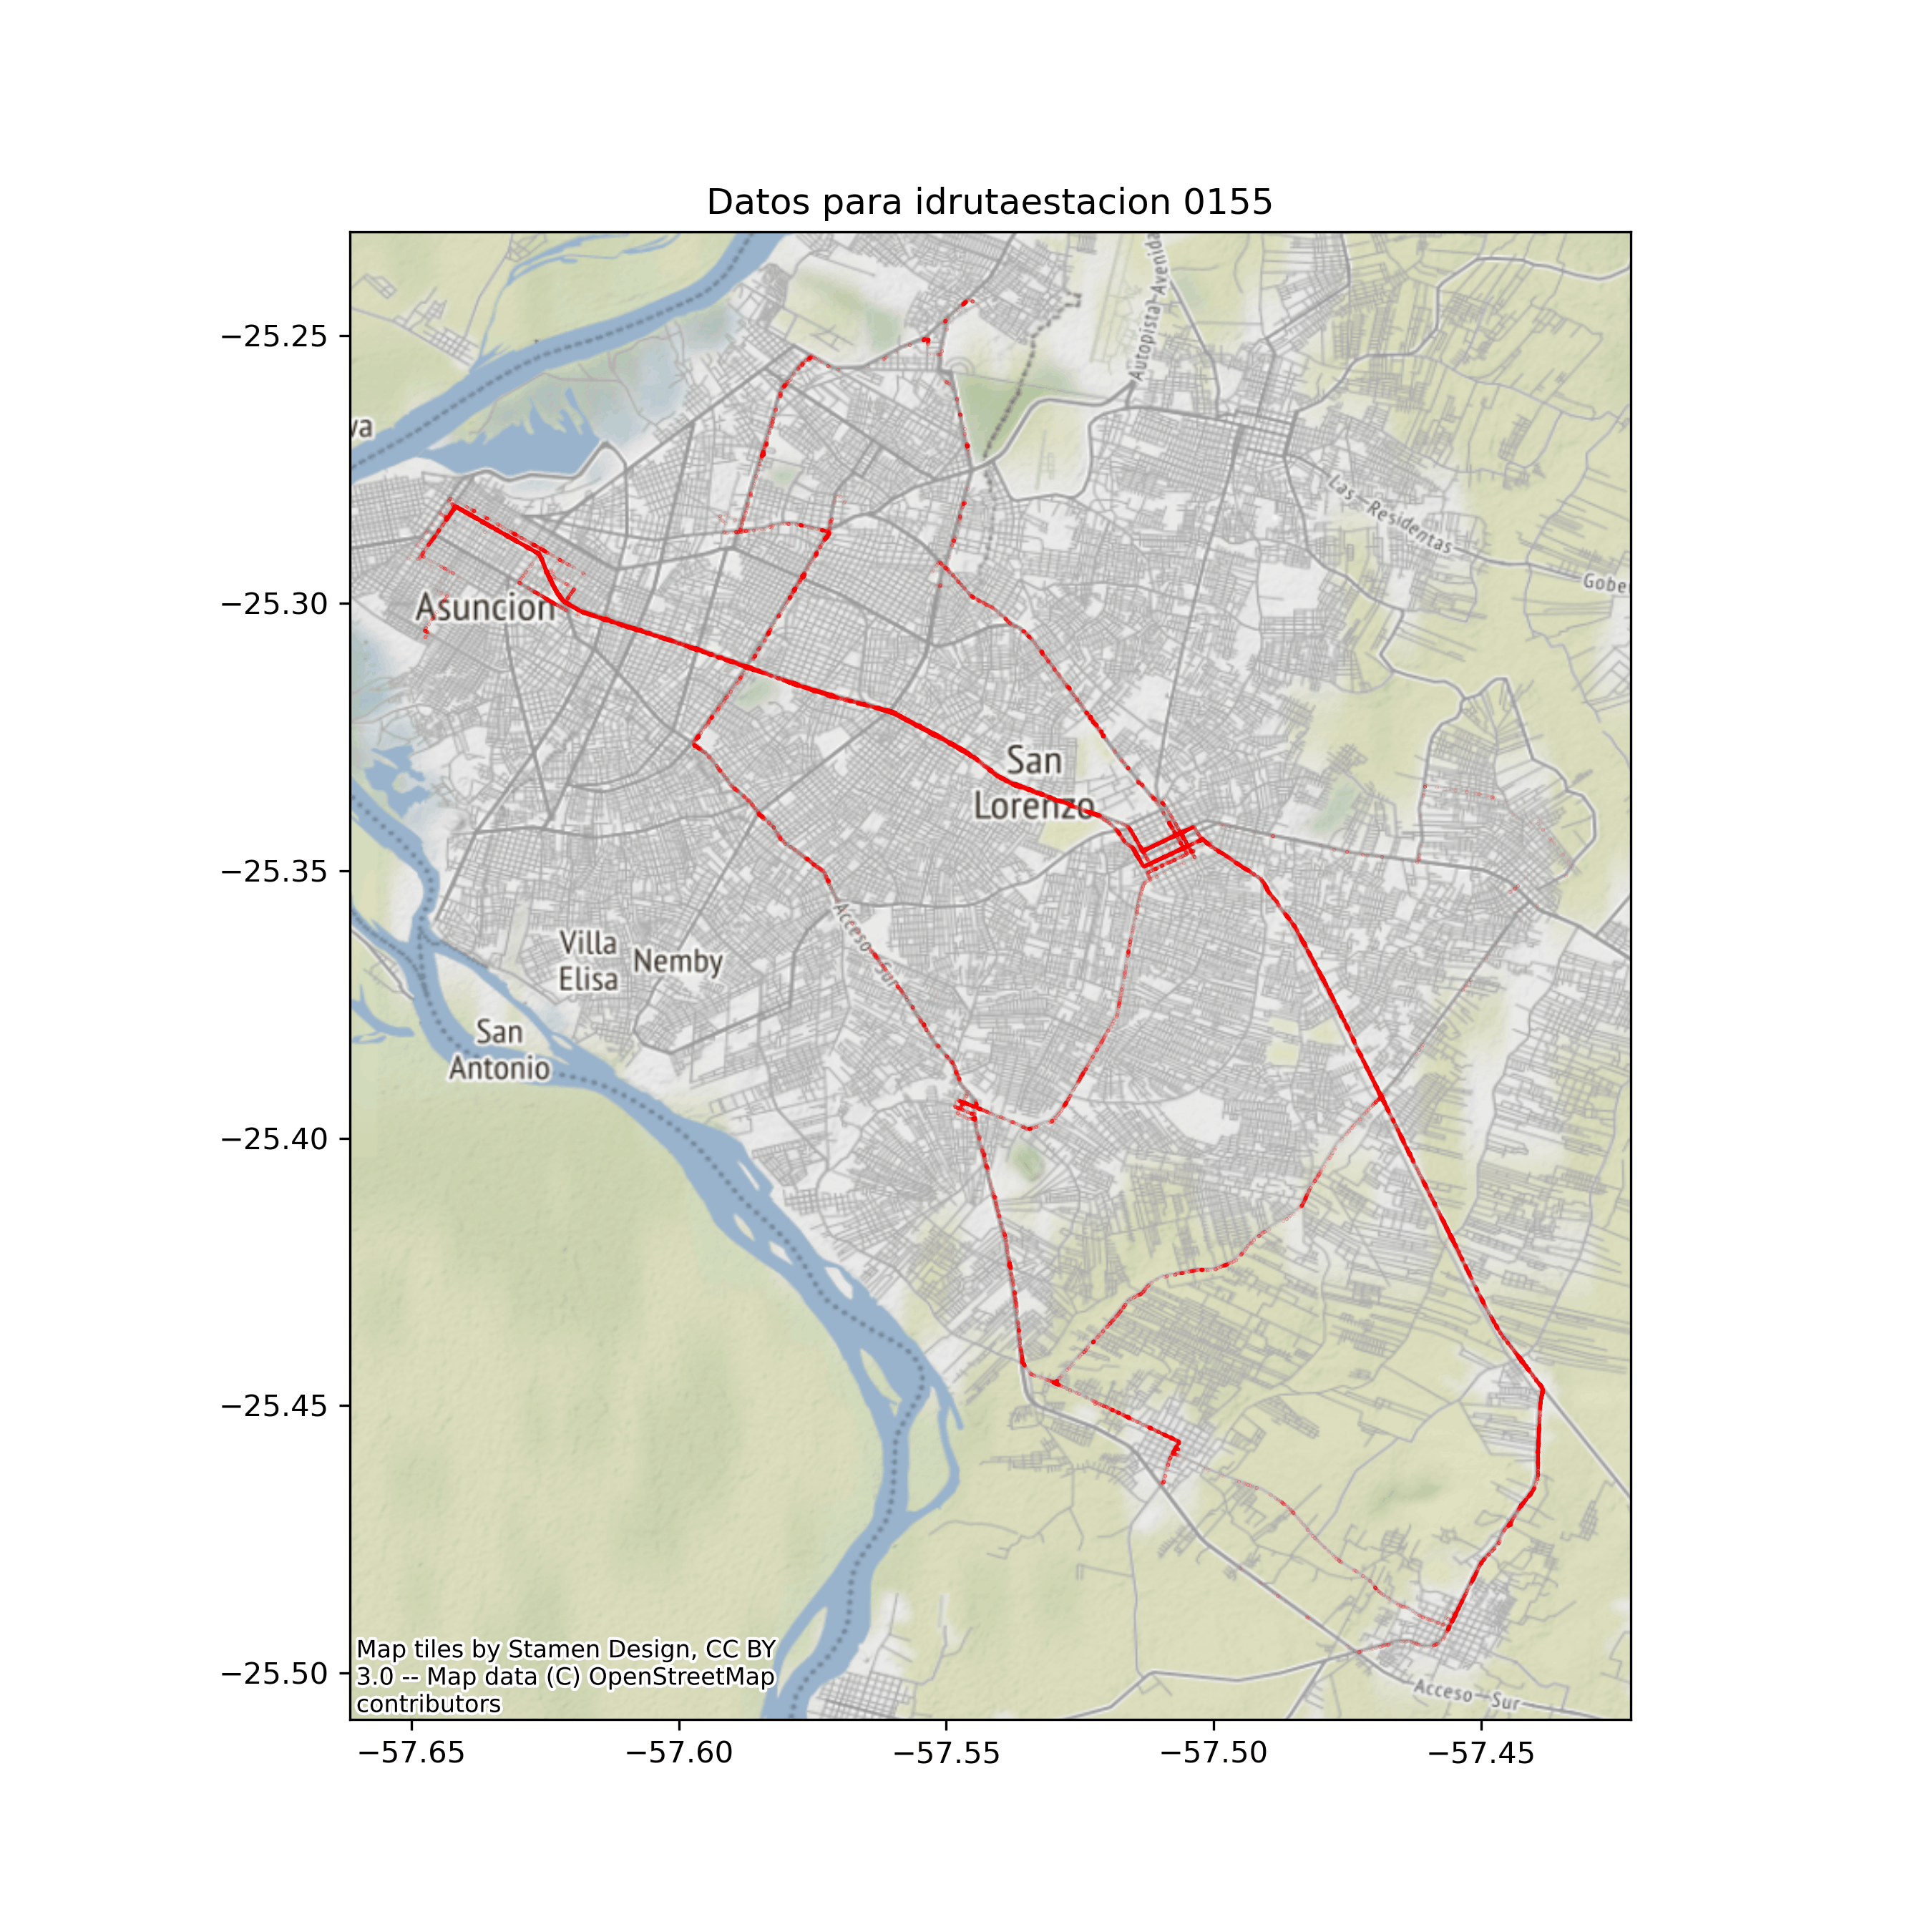 Datos para idrutaestacion 0155
−25.25
−25.30
−25.35
−25.40
−25.45
−25.50
−57.65
−57.60
−57.55
−57.50
−57.45
Autopista Avenida
va
Las Residentas
Gobe
Asuncion
San
Lorenzo
Acceso Sur
Villa
Elisa
Nemby
San
Antonio
Acceso Sur
Map tiles by Stamen Design, CC BY
3.0 -- Map data (C) OpenStreetMap
contributors